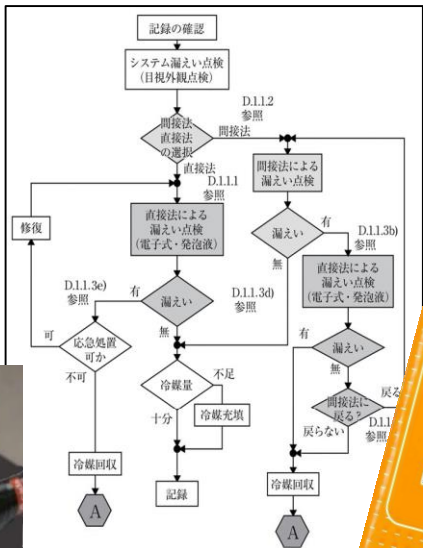 記録の確認
システム漏えい点検
(目視外観点検)
間接法
直接法
の選択
D.1.1.2
参照
間接法
直接法
D.1.1.1
参照
間接法による
漏えい点検
修復
直接法による
漏えい点検
(電子式・発泡液)
漏えい
有
無
D.1.1.3b)
参照
直接法による
漏えい点検
(電子式・発泡液)
D.1.1.3e)
参照
有
漏えい
無
D.1.1.3d)
参照
可
応急処置
可か
不可
有
漏えい
無
冷媒量
不足
十分
冷媒充填
間接法に
戻る?
戻る
D.1.1
参照
戻らない
冷媒回収
記録
冷媒回収
A
A